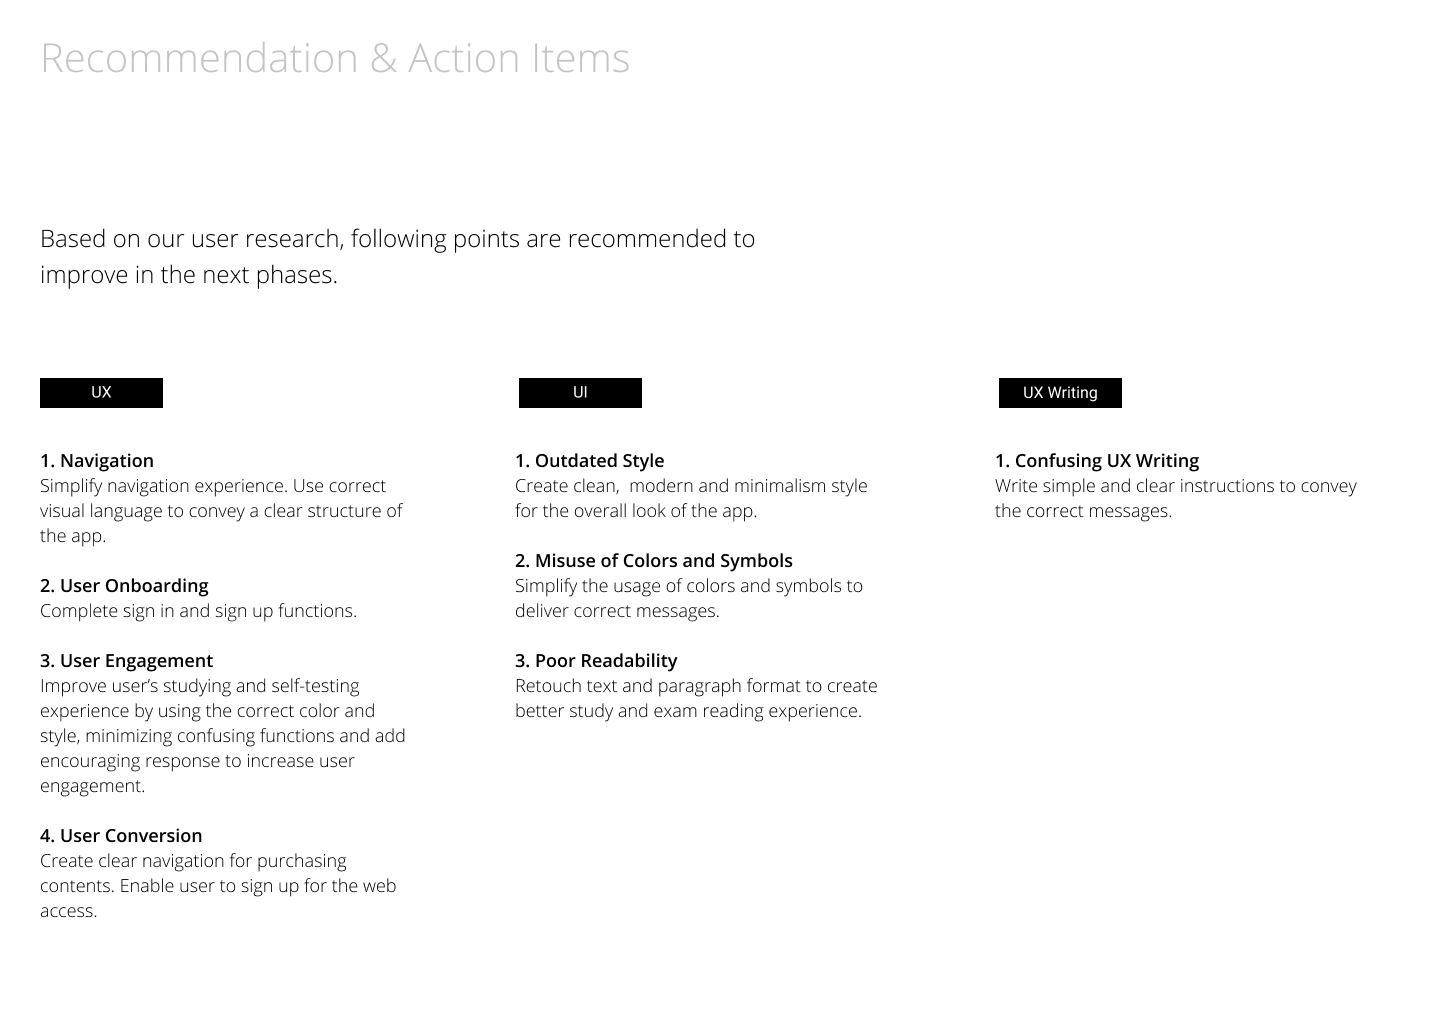 Recommendation & Action Items
Based on our user research, following points are recommended to
improve in the next phases.
UX
1. Navigation
Simplify navigation experience. Use correct
visual language to convey a clear structure of
the app.
2. User Onboarding
Complete sign in and sign up functions.
3. User Engagement
Improve user’s studying and self-testing
experience by using the correct color and
style, minimizing confusing functions and add
encouraging response to increase user
engagement.
4. User Conversion
Create clear navigation for purchasing
contents. Enable user to sign up for the web
access.
UI
1. Outdated Style
Create clean,  modern and minimalism style
for the overall look of the app.
2. Misuse of Colors and Symbols
Simplify the usage of colors and symbols to
deliver correct messages.
3. Poor Readability
Retouch text and paragraph format to create
better study and exam reading experience.
UX Writing
1. Confusing UX Writing
Write simple and clear instructions to convey
the correct messages.